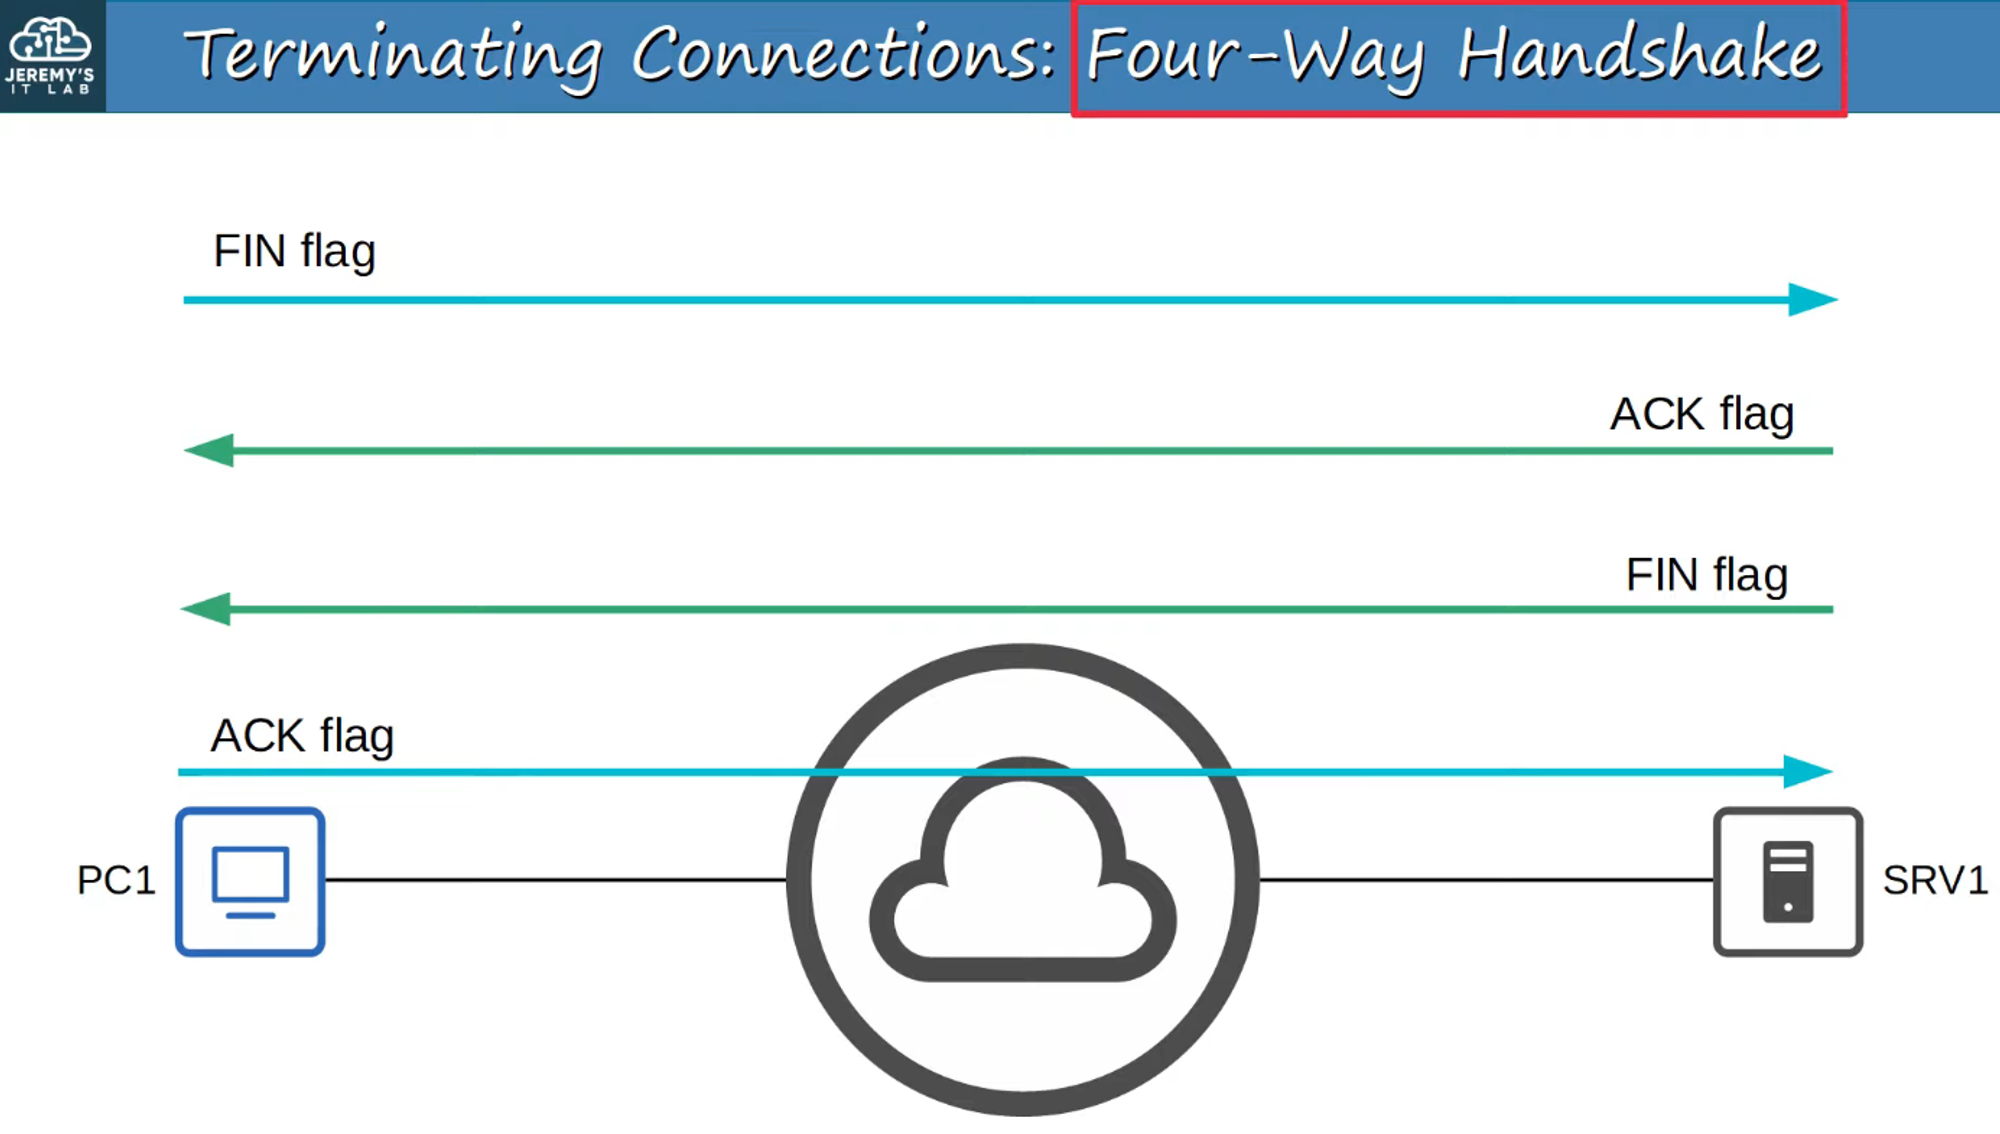 JEREMY'S
IT LAB
Terminating Connections: Four-Way Handshake
FIN flag
ACK flag
FIN flag
ACK flag
PC1
SRV1